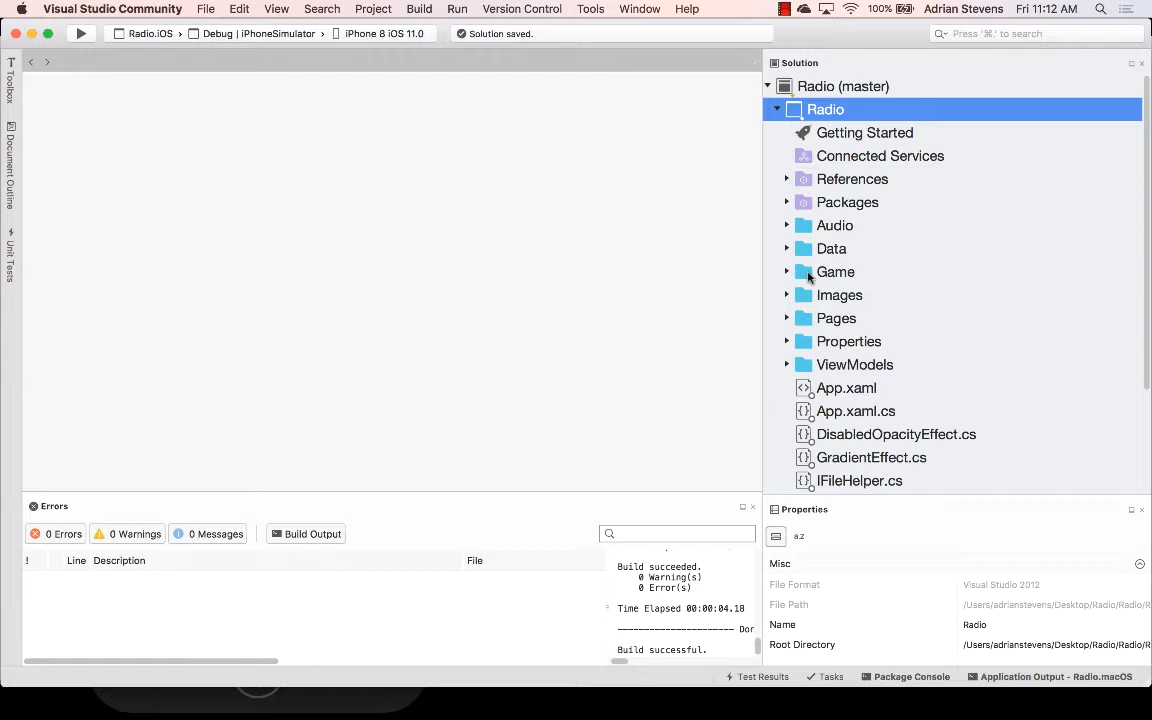 Visual Studio Community File Edit View Search Project Build Run Version Control Tools Window Help 100% Adrian Stevens Fri 11:12 AM
Radio.iOS > Debug | iPhoneSimulator > iPhone 8 iOS 11.0 Solution saved. Press '⌘.' to search
Toolbox
Document Outline
Unit Tests
Solution
Radio (master)
Radio
Getting Started
Connected Services
References
Packages
Audio
Data
Game
Images
Pages
Properties
ViewModels
App.xaml
App.xaml.cs
DisabledOpacityEffect.cs
GradientEffect.cs
IFileHelper.cs
Errors
0 Errors 0 Warnings 0 Messages Build Output
! Line Description File
Build succeeded.
0 Warning(s)
0 Error(s)
Time Elapsed 00:00:04.18
---------------------- Dor
Build successful.
Properties
a.z
Misc
File Format Visual Studio 2012
File Path /Users/adrianstevens/Desktop/Radio/Radio/R
Name Radio
Root Directory /Users/adrianstevens/Desktop/Radio/Radio/R
Test Results Tasks Package Console Application Output - Radio.macOS